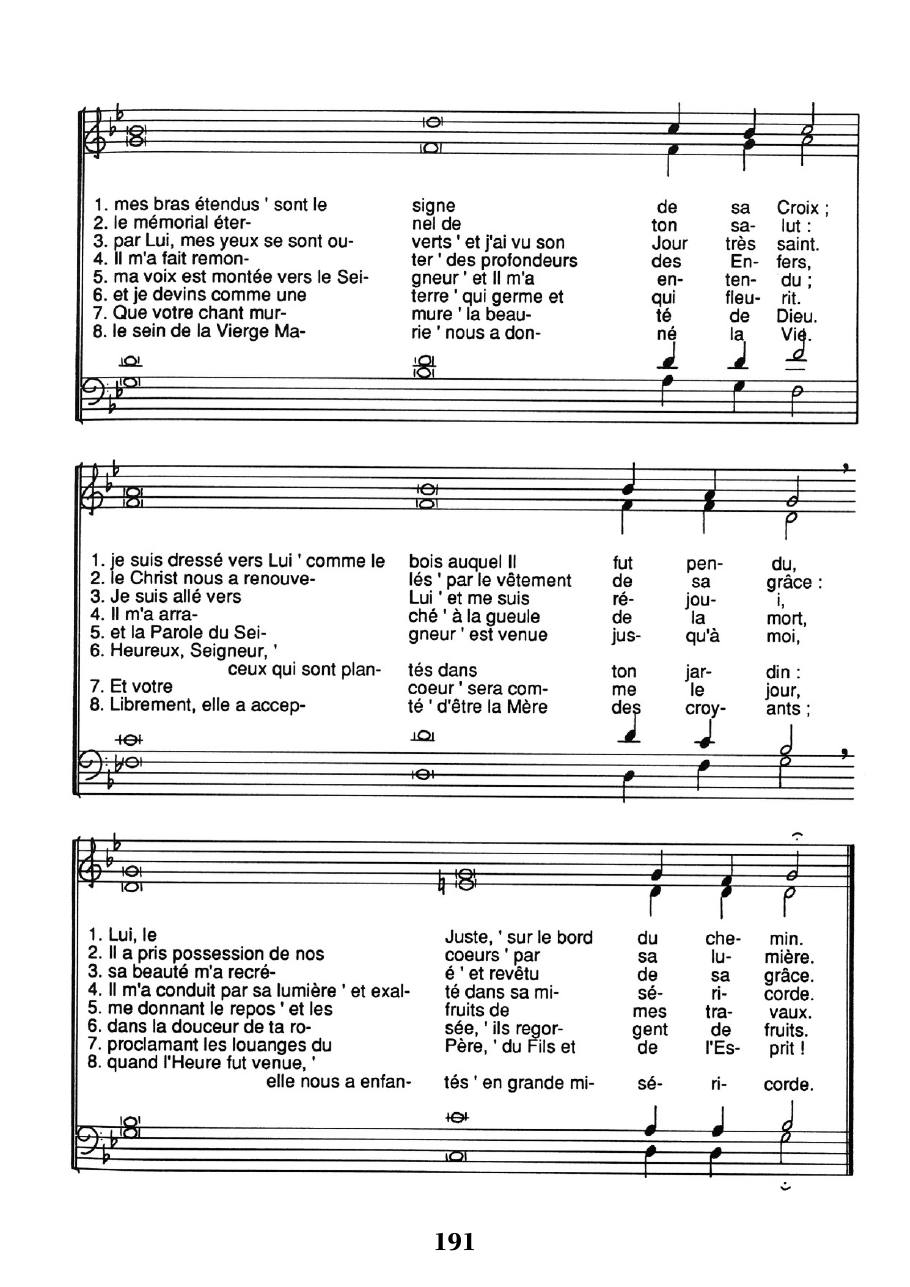 1. mes bras étendus ' sont le signe de sa Croix ;
2. le mémorial éter- nel de ton sa- lut :
3. par Lui, mes yeux se sont ou- verts ' et j'ai vu son Jour très saint.
4. Il m'a fait remon- ter ' des profondeurs des En- fers,
5. ma voix est montée vers le Sei- gneur ' et Il m'a en- ten- du ;
6. et je devins comme une terre ' qui germe et qui fleu- rit.
7. Que votre chant mur- mure ' la beau- té de Dieu.
8. le sein de la Vierge Ma- rie ' nous a don- né la Vie.
1. je suis dressé vers Lui ' comme le bois auquel Il fut pen- du,
2. le Christ nous a renouve- lés ' par le vêtement de sa grâce :
3. Je suis allé vers Lui ' et me suis ré- jou- i,
4. Il m'a arra- ché ' à la gueule de la mort,
5. et la Parole du Sei- gneur ' est venue jus- qu'à moi,
6. Heureux, Seigneur, '
ceux qui sont plan- tés dans ton jar- din :
7. Et votre coeur ' sera com- me le jour,
8. Librement, elle a accep- té ' d'être la Mère des croy- ants ;
1. Lui, le Juste, ' sur le bord du che- min.
2. Il a pris possession de nos coeurs ' par sa lu- mière.
3. sa beauté m'a recré- é ' et revêtu de sa grâce.
4. Il m'a conduit par sa lumière ' et exal- té dans sa mi- sé- ri- corde.
5. me donnant le repos ' et les fruits de mes tra- vaux.
6. dans la douceur de ta ro- sée, ' ils regor- gent de fruits.
7. proclamant les louanges du Père, ' du Fils et de l'Es- prit !
8. quand l'Heure fut venue, '
elle nous a enfan- tés ' en grande mi- sé- ri- corde.
191